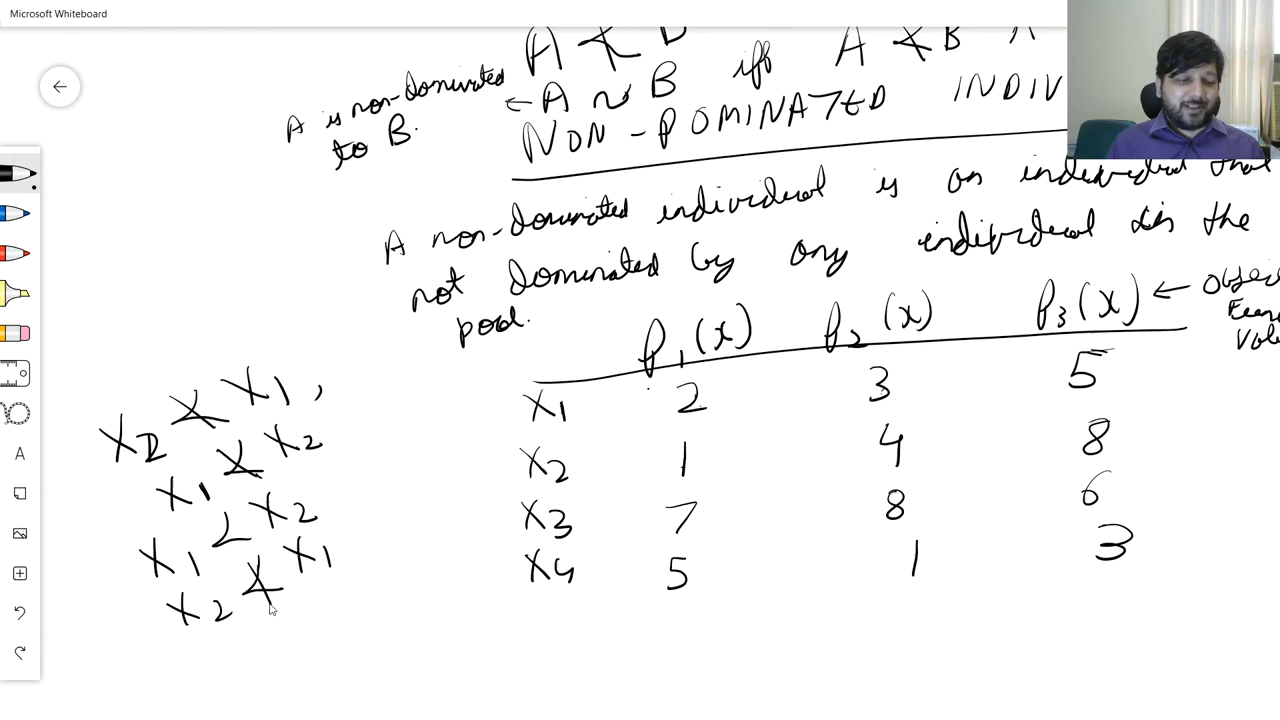 Microsoft Whiteboard
A ⊀ B
A is non-dominated to B. ← A ~ B iff A ⊀ B
NON-DOMINATED INDIV
A non-dominated individual is an individual that
not dominated by any individual in the
pool.
f1(x) f2(x) f3(x) ← Objec
x1 2 3 5
x2 1 4 8
x3 7 8 6
x4 5 1 3
x2 ⊀ x1,
x1 ⊀ x2
x1 < x2
x2 ⊀ x1
A